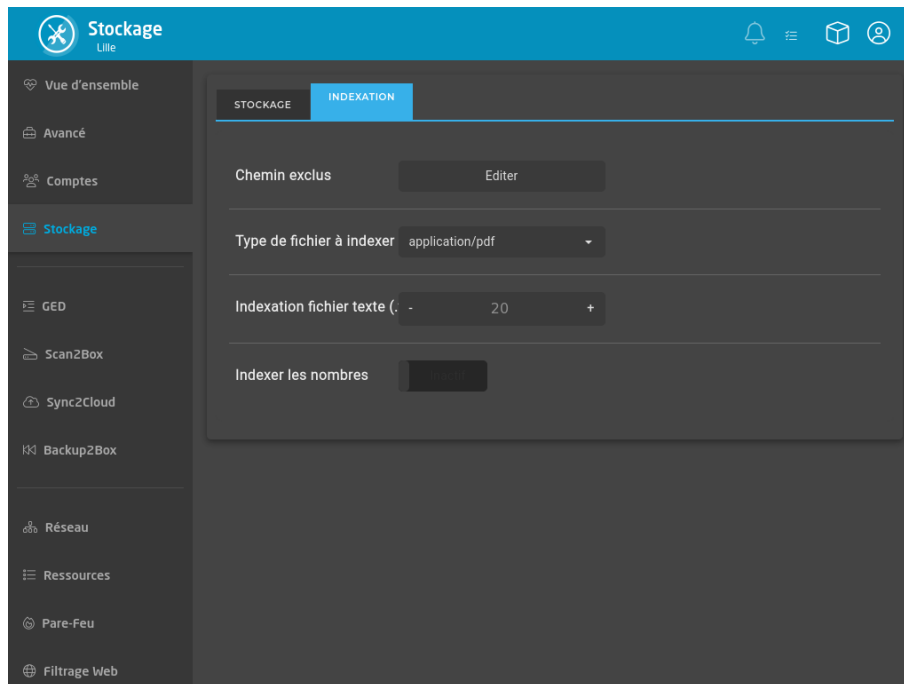 Stockage
Lille
Vue d'ensemble
Avancé
Comptes
Stockage
GED
Scan2Box
Sync2Cloud
Backup2Box
Réseau
Ressources
Pare-Feu
Filtrage Web
STOCKAGE
INDEXATION
Chemin exclus
Editer
Type de fichier à indexer
application/pdf
Indexation fichier texte (.
- 20 +
Indexer les nombres